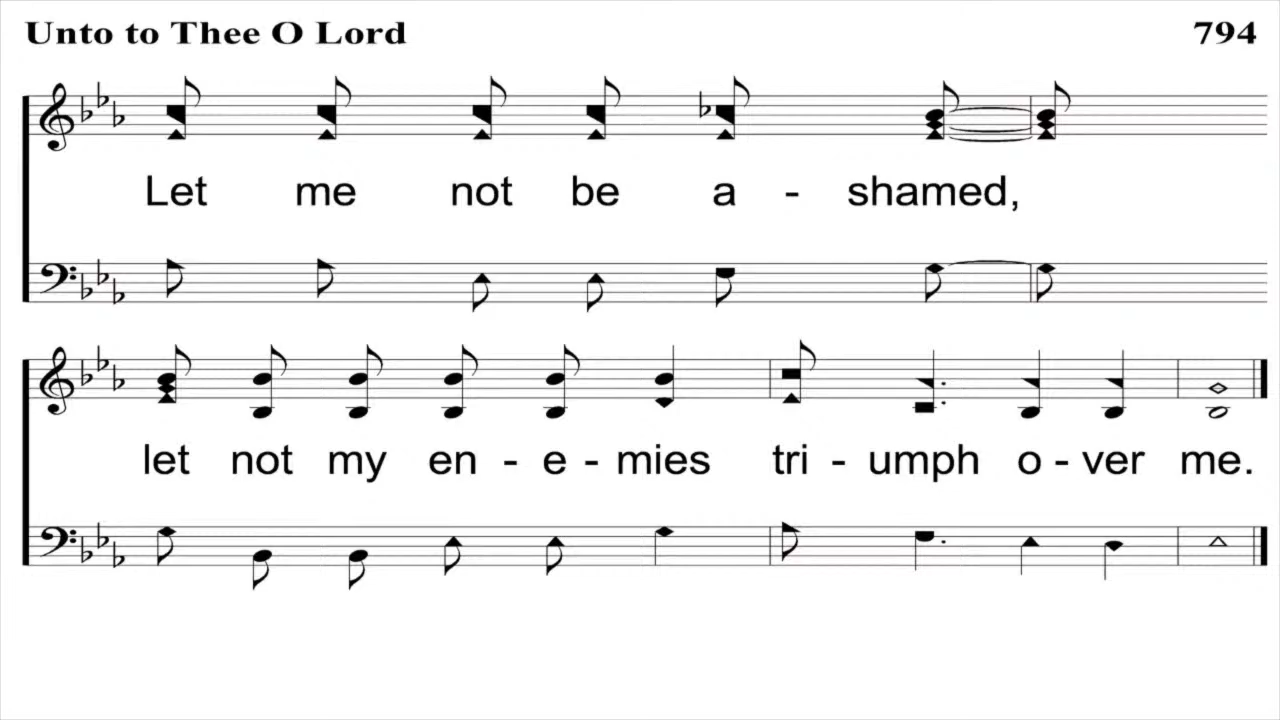 Unto to Thee O Lord 794
Let me not be a - shamed,
let not my en - e - mies tri - umph o - ver me.